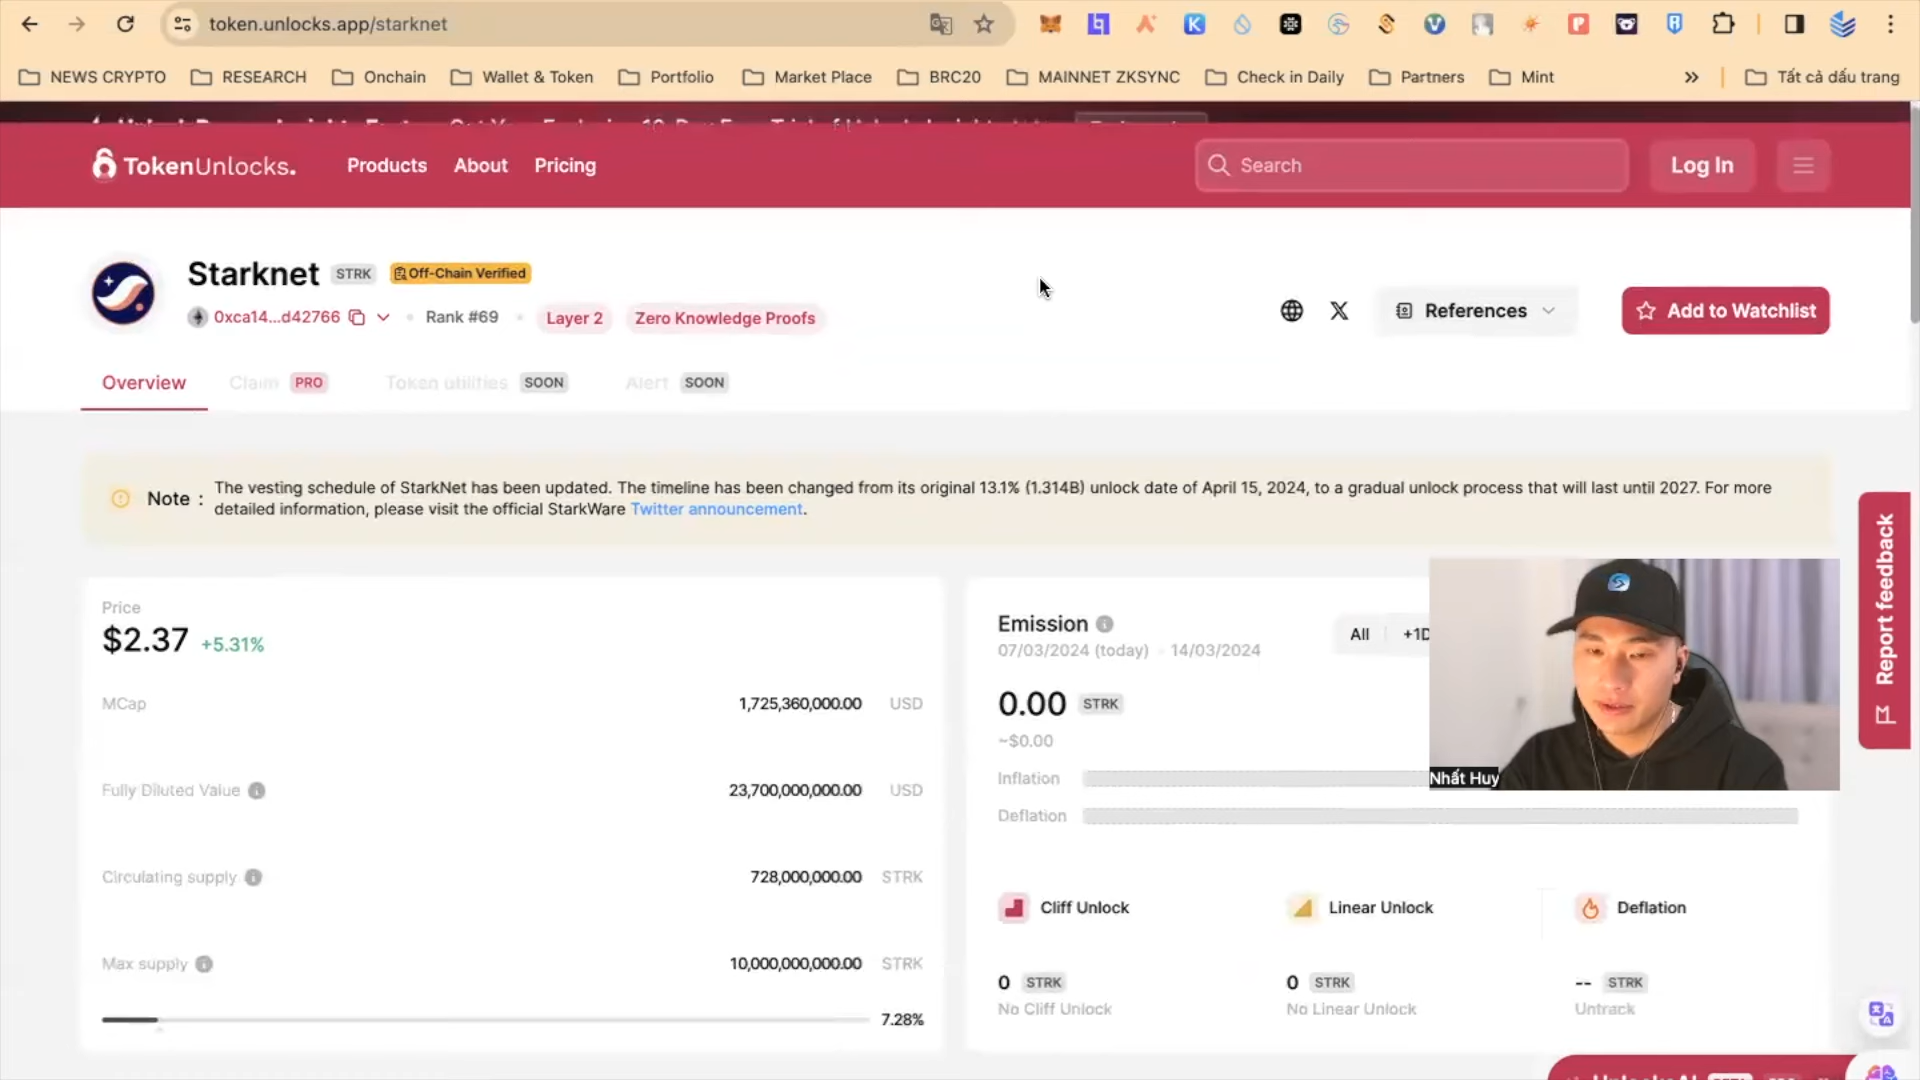 token.unlocks.app/starknet
NEWS CRYPTO RESEARCH Onchain Wallet & Token Portfolio Market Place BRC20 MAINNET ZKSYNC Check in Daily Partners Mint Tất cả dấu trang
TokenUnlocks. Products About Pricing Search Log In
Starknet STRK Off-Chain Verified
0xca14...d42766 Rank #69 Layer 2 Zero Knowledge Proofs
References Add to Watchlist
Overview Claim PRO Token utilities SOON Alert SOON
Note : The vesting schedule of StarkNet has been updated. The timeline has been changed from its original 13.1% (1.314B) unlock date of April 15, 2024, to a gradual unlock process that will last until 2027. For more
detailed information, please visit the official StarkWare Twitter announcement.
Report feedback
Price
$2.37 +5.31%
MCap 1,725,360,000.00 USD
Fully Diluted Value 23,700,000,000.00 USD
Circulating supply 728,000,000.00 STRK
Max supply 10,000,000,000.00 STRK
7.28%
Emission All +1D
07/03/2024 (today) - 14/03/2024
0.00 STRK
~$0.00
Inflation
Deflation
Nhất Huy
Cliff Unlock Linear Unlock Deflation
0 STRK 0 STRK -- STRK
No Cliff Unlock No Linear Unlock Untrack